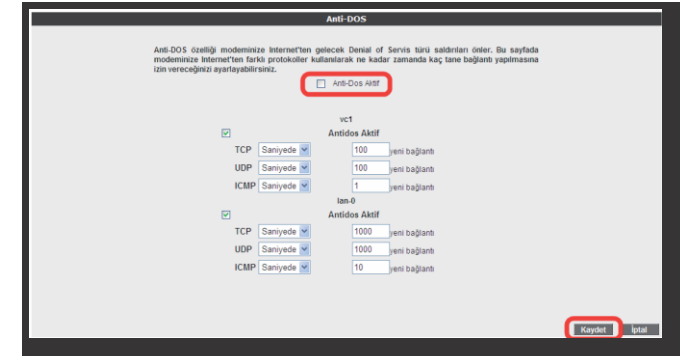 Anti-DOS
Anti-DOS özelliği modeminize Internet'ten gelecek Denial of Servis türü saldırıları önler. Bu sayfada
modeminize Internet'ten farklı protokoller kullanılarak ne kadar zamanda kaç tane bağlantı yapılmasına
izin vereceğinizi ayarlayabilirsiniz.
Anti-Dos Aktif
vc1
Antidos Aktif
TCP Saniyede 100 yeni bağlantı
UDP Saniyede 100 yeni bağlantı
ICMP Saniyede 1 yeni bağlantı
lan-0
Antidos Aktif
TCP Saniyede 1000 yeni bağlantı
UDP Saniyede 1000 yeni bağlantı
ICMP Saniyede 10 yeni bağlantı
Kaydet İptal